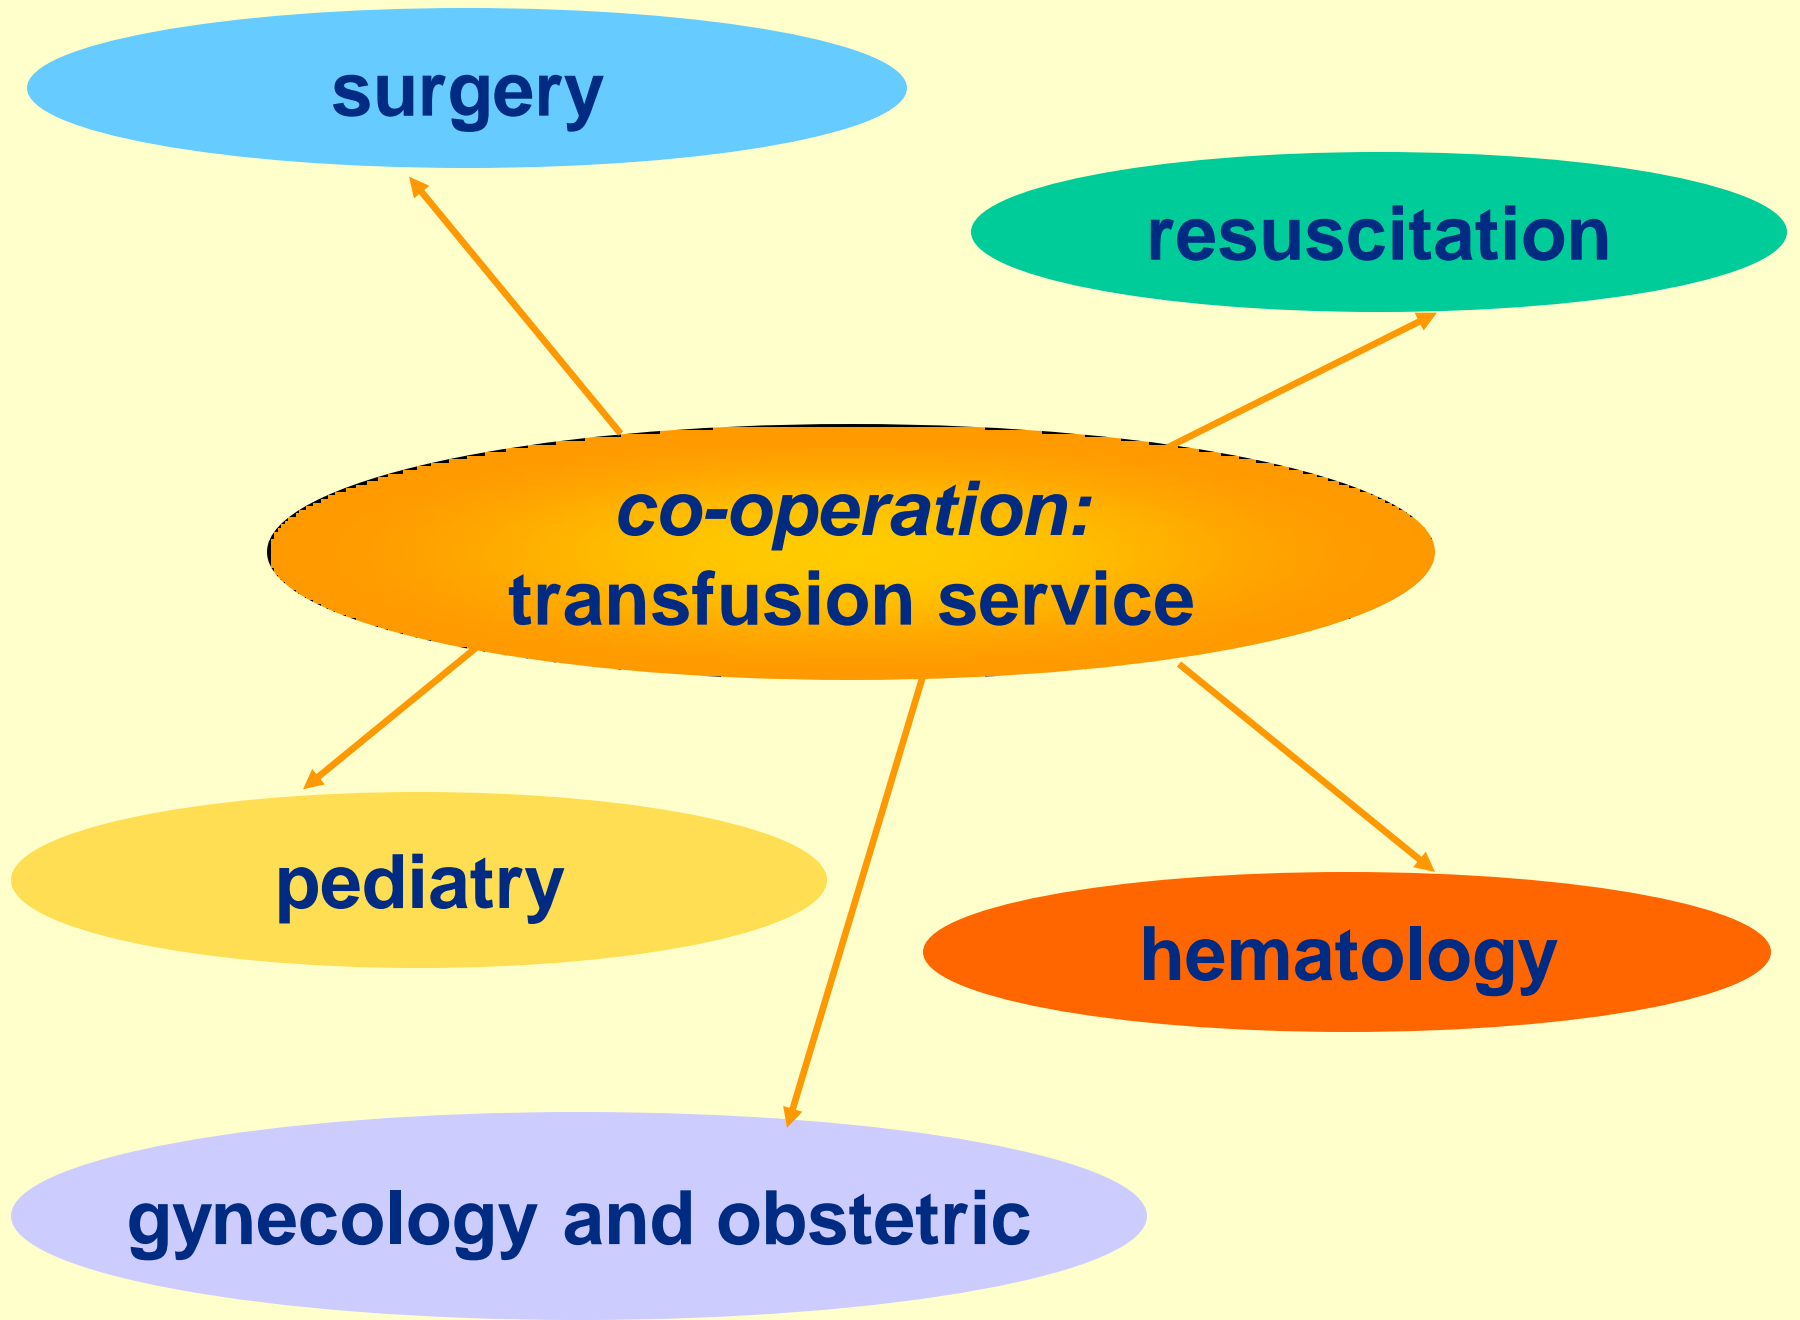 surgery
resuscitation
co-operation:
transfusion service
pediatry
hematology
gynecology and obstetric